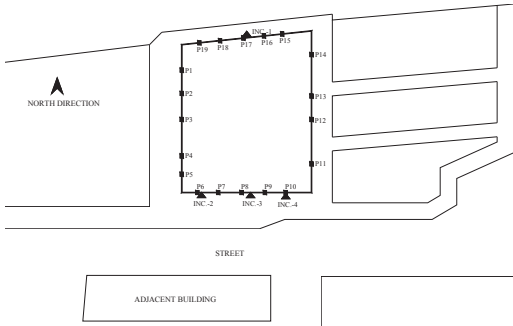 INC.-1
P19 P18 P17 P16 P15
P14
P1
P2
NORTH DIRECTION
P13
P3
P12
P4
P11
P5
P6 P7 P8 P9 P10
INC.-2 INC.-3 INC.-4
STREET
ADJACENT BUILDING